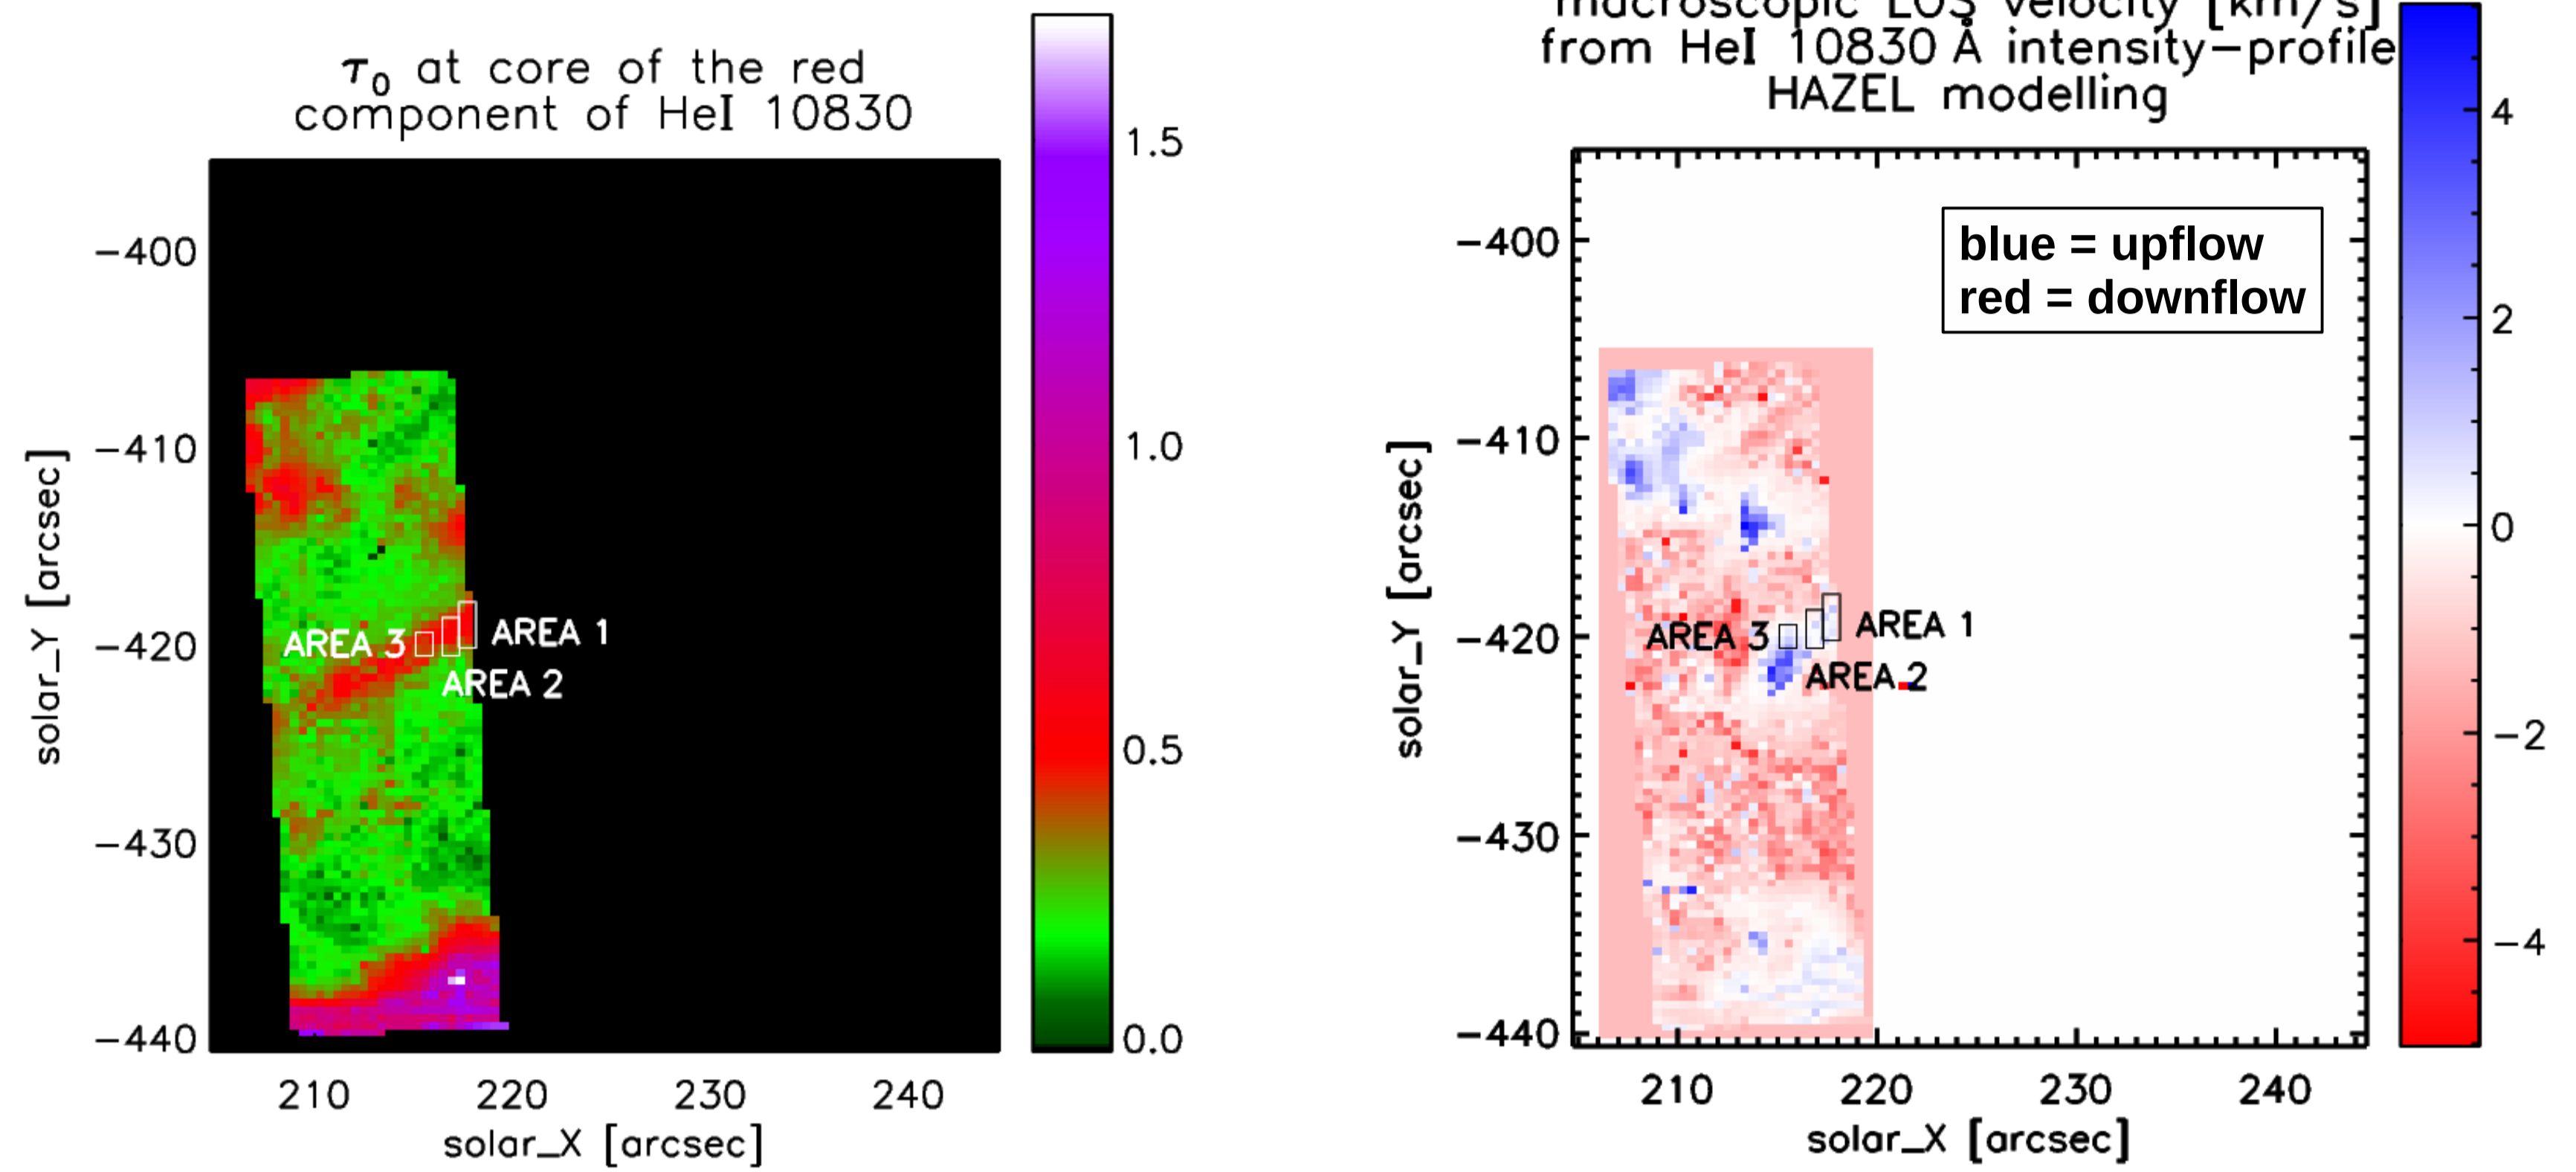 τ0 at core of the red
component of HeI 10830
1.5
1.0
0.5
0.0
-400
-410
-420
-430
-440
solar_Y [arcsec]
AREA 3
AREA 1
AREA 2
210 220 230 240
solar_X [arcsec]
macroscopic LOS velocity [km/s]
from HeI 10830 Å intensity-profile
HAZEL modelling
4
2
0
-2
-4
blue = upflow
red = downflow
-400
-410
-420
-430
-440
solar_Y [arcsec]
AREA 3
AREA 1
AREA 2
210 220 230 240
solar_X [arcsec]